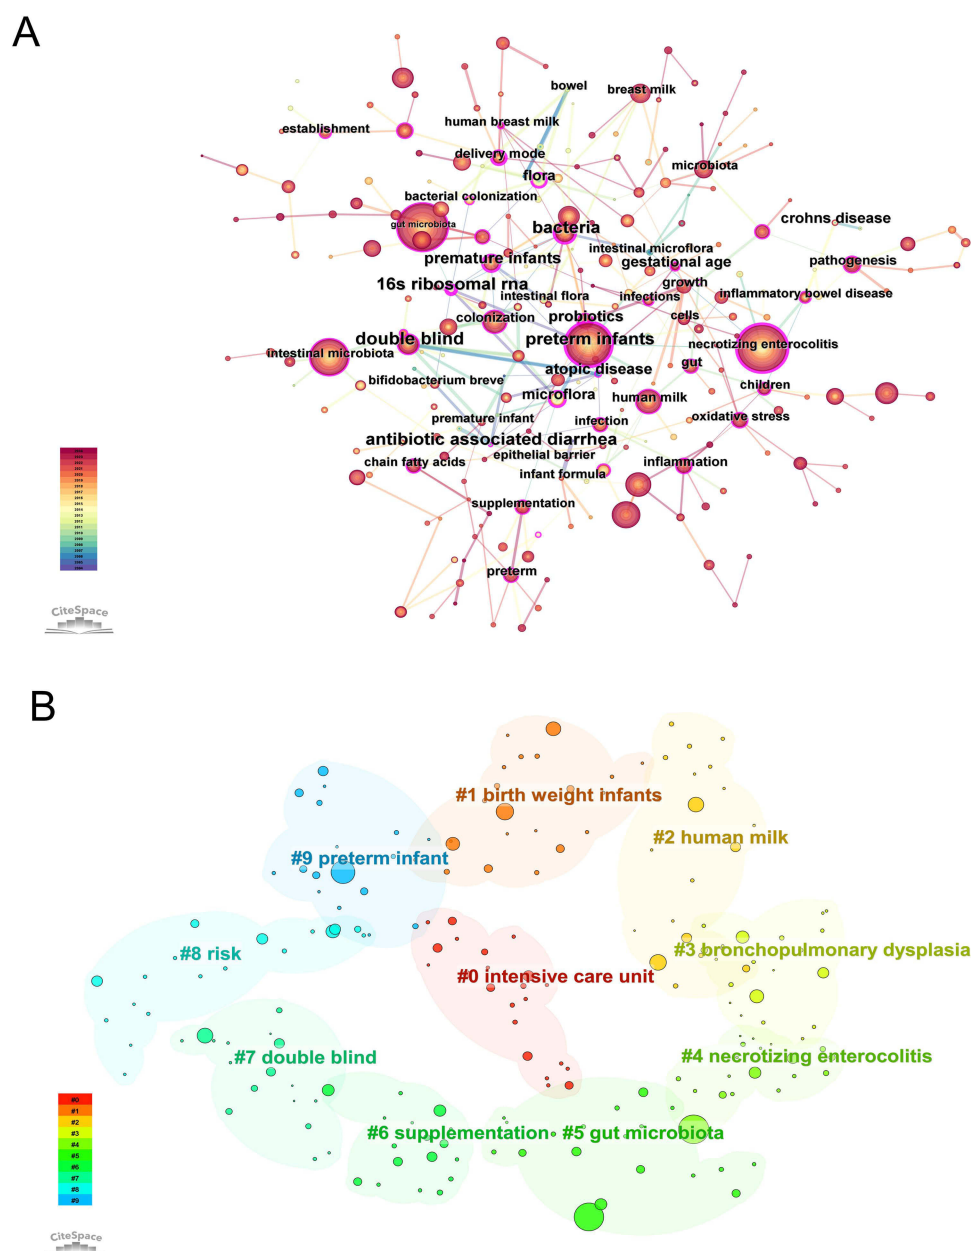 A
bowel
breast milk
human breast milk
establishment
delivery mode
microbiota
flora
bacterial colonization
crohns disease
gut microbiota
bacteria
intestinal microflora
premature infants
gestational age
pathogenesis
16s ribosomal rna
growth
intestinal flora
infections
inflammatory bowel disease
colonization
probiotics
cells
double blind
preterm infants
necrotizing enterocolitis
intestinal microbiota
gut
atopic disease
bifidobacterium breve
children
microflora
human milk
premature infant
infection
oxidative stress
antibiotic associated diarrhea
epithelial barrier
chain fatty acids
inflammation
infant formula
supplementation
preterm
CiteSpace
B
#1 birth weight infants
#2 human milk
#9 preterm infant
#3 bronchopulmonary dysplasia
#8 risk
#0 intensive care unit
#7 double blind
#4 necrotizing enterocolitis
#6 supplementation
#5 gut microbiota
#0
#1
#2
#3
#4
#5
#6
#7
#8
#9
CiteSpace